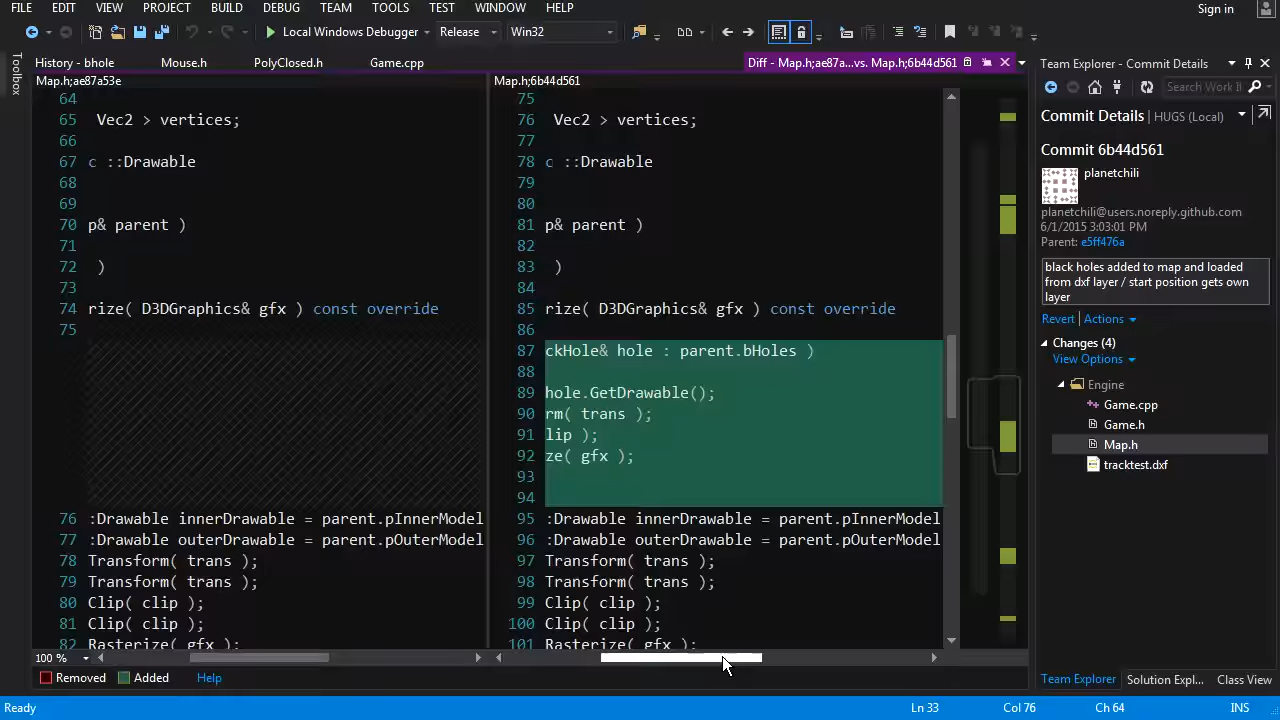 FILE EDIT VIEW PROJECT BUILD DEBUG TEAM TOOLS TEST WINDOW HELP Sign in
Local Windows Debugger Release Win32
Toolbox
History - bhole Mouse.h PolyClosed.h Game.cpp Diff - Map.h;ae87a...vs. Map.h;6b44d561
Map.h;ae87a53e
64
65 Vec2 > vertices;
66
67 c ::Drawable
68
69
70 p& parent )
71
72 )
73
74 rize( D3DGraphics& gfx ) const override
75
76 :Drawable innerDrawable = parent.pInnerModel
77 :Drawable outerDrawable = parent.pOuterModel
78 Transform( trans );
79 Transform( trans );
80 Clip( clip );
81 Clip( clip );
82 Rasterize( gfx );
100 %
Map.h;6b44d561
75
76 Vec2 > vertices;
77
78 c ::Drawable
79
80
81 p& parent )
82
83 )
84
85 rize( D3DGraphics& gfx ) const override
86
87 ckHole& hole : parent.bHoles )
88
89 hole.GetDrawable();
90 rm( trans );
91 lip );
92 ze( gfx );
93
94
95 :Drawable innerDrawable = parent.pInnerModel
96 :Drawable outerDrawable = parent.pOuterModel
97 Transform( trans );
98 Transform( trans );
99 Clip( clip );
100 Clip( clip );
101 Rasterize( gfx );
Removed Added Help
Team Explorer - Commit Details
Search Work It
Commit Details | HUGS (Local)
Commit 6b44d561
planetchili
planetchili@users.noreply.github.com
6/1/2015 3:03:01 PM
Parent: e5ff476a
black holes added to map and loaded
from dxf layer / start position gets own
layer
Revert | Actions
Changes (4)
View Options
Engine
Game.cpp
Game.h
Map.h
tracktest.dxf
Team Explorer Solution Expl... Class View
Ready Ln 33 Col 76 Ch 64 INS